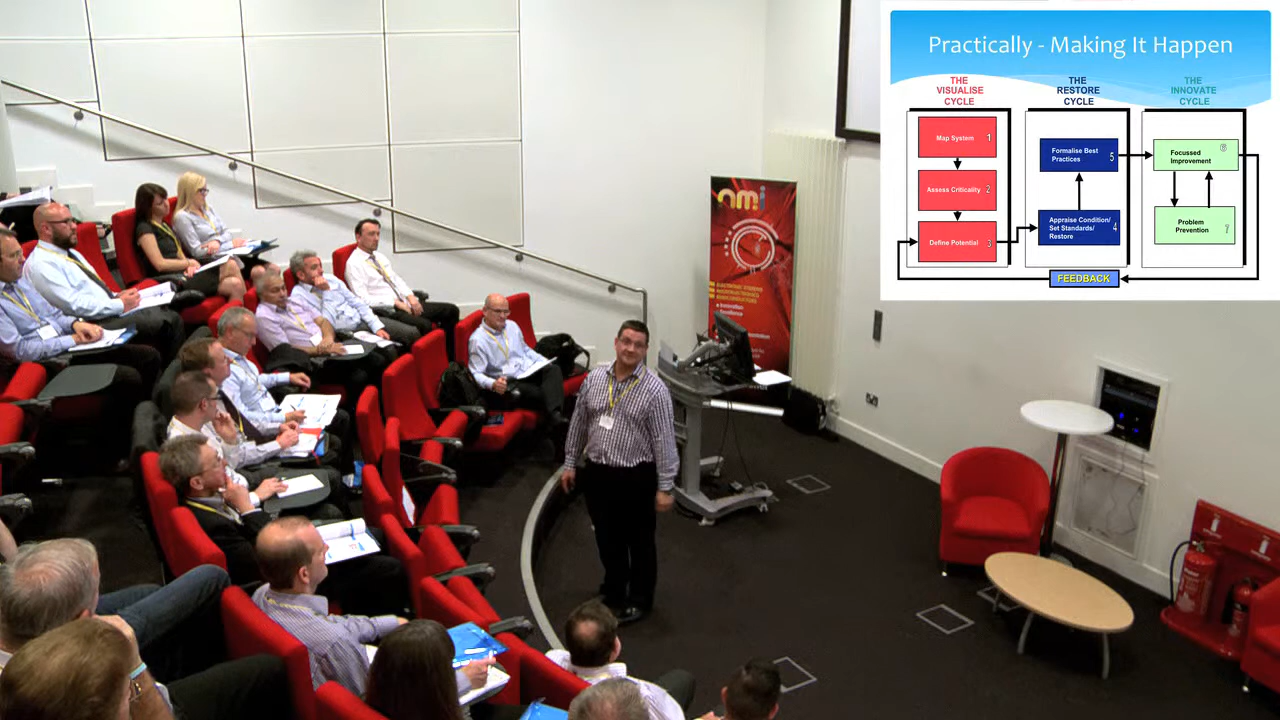 Practically - Making It Happen
THE
VISUALISE
CYCLE
THE
RESTORE
CYCLE
THE
INNOVATE
CYCLE
Map System 1
Assess Criticality 2
Define Potential 3
Formalise Best
Practices 5
Appraise Condition/
Set Standards/
Restore 4
Focussed
Improvement 6
Problem
Prevention 7
FEEDBACK
nmi